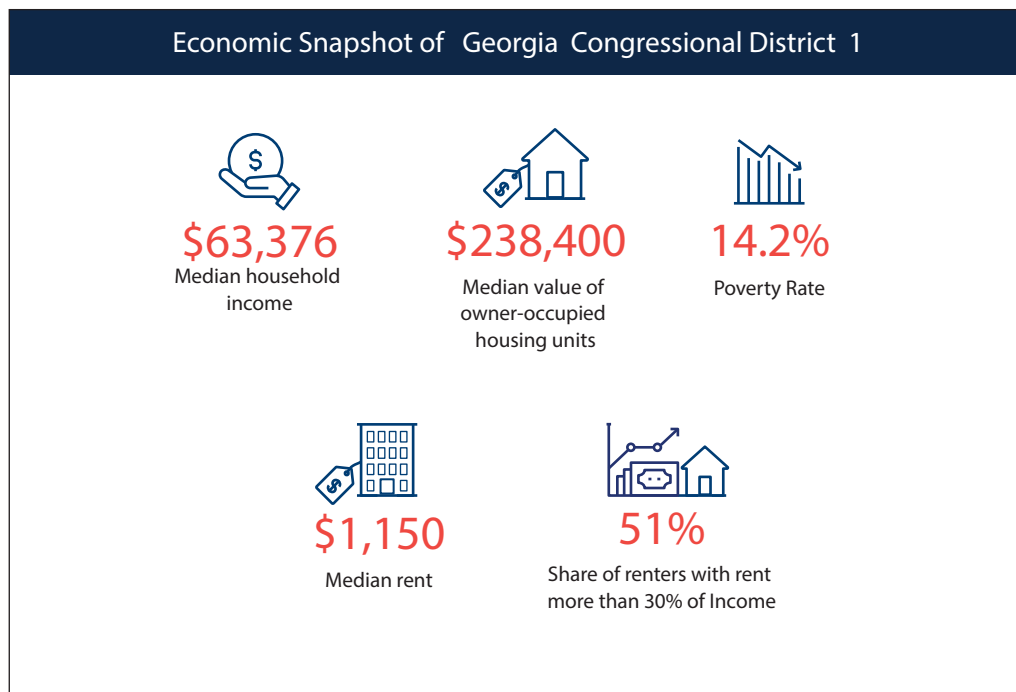 Economic Snapshot of Georgia Congressional District 1
$
$
$63,376
Median household
income
$238,400
Median value of
owner-occupied
housing units
14.2%
Poverty Rate
$
$1,150
Median rent
51%
Share of renters with rent
more than 30% of Income